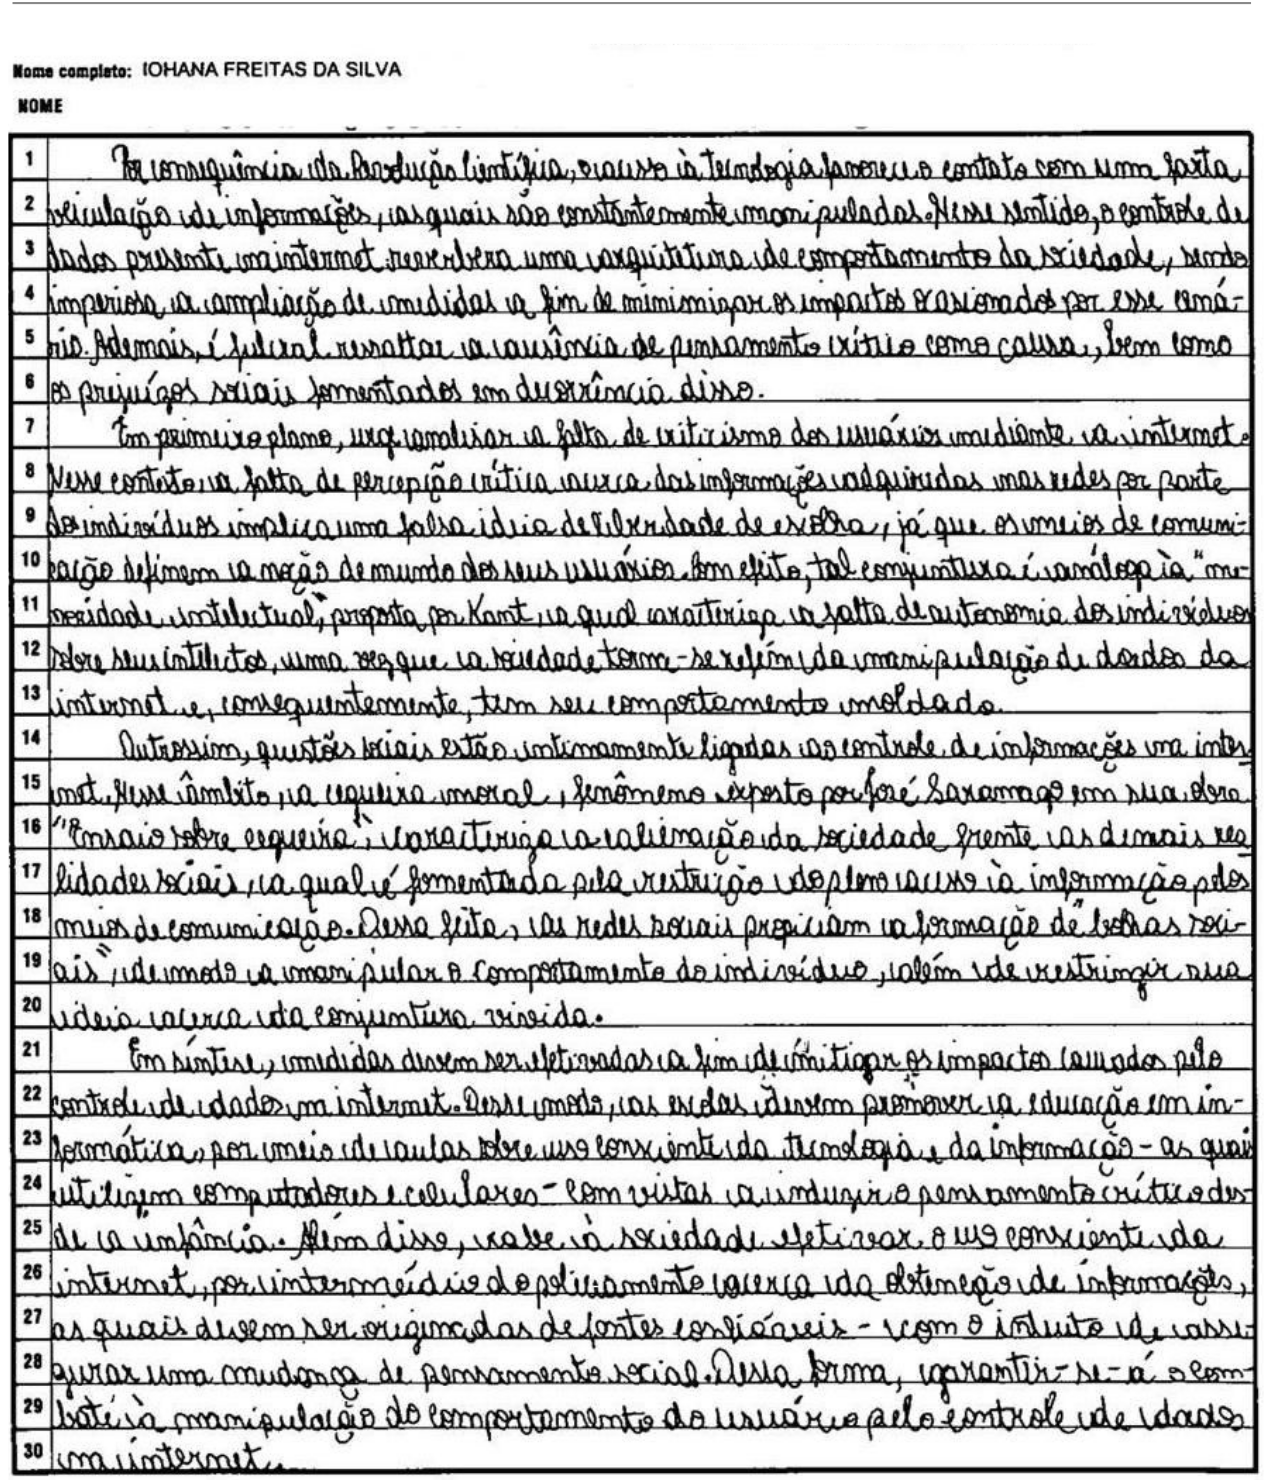 Nome completo: IOHANA FREITAS DA SILVA
NOME
1 Por consequência da Revolução Científica, o acesso à tecnologia favoreceu o contato com uma farta
2 veiculação de informações, as quais são constantemente manipuladas. Nesse sentido, o controle de
3 dados presente na internet reverbera uma arquitetura de comportamento da sociedade, sendo
4 imperiosa a ampliação de medidas a fim de minimizar os impactos ocasionados por esse cená-
5 rio. Ademais, é fulcral ressaltar a ausência de pensamento crítico como causa, bem como
6 os prejuízos sociais fomentados em decorrência disso.
7 Em primeiro plano, urge analisar a falta de criticismo dos usuários mediante a internet.
8 Nesse contexto, a falta de percepção crítica acerca das informações adquiridas nas redes por parte
9 dos indivíduos implica uma falsa ideia de liberdade de escolha, já que os meios de comuni-
10 cação definem a noção de mundo dos seus usuários. Com efeito, tal conjuntura é análoga à "me-
11 noridade intelectual", proposta por Kant, a qual caracteriza a falta de autonomia dos indivíduos
12 sobre seus intelectos, uma vez que a sociedade torna-se refém da manipulação de dados da
13 internet e, consequentemente, tem seu comportamento moldado.
14 Outrossim, questões sociais estão intimamente ligadas ao controle de informações na inter-
15 net. Nesse âmbito, a cegueira moral, fenômeno exposto por José Saramago em sua obra
16 "Ensaio sobre cegueira", caracteriza a alienação da sociedade frente as demais rea
17 lidades sociais, a qual é fomentada pela restrição do pleno acesso à informação pelos
18 meios de comunicação. Dessa feita, as redes sociais propiciam a formação de "bolhas soci-
19 ais", de modo a manipular o comportamento do indivíduo, além de restringir sua
20 ideia acerca da conjuntura vivida.
21 Em síntese, medidas devem ser efetivadas a fim de mitigar os impactos causados pelo
22 controle de dados na internet. Desse modo, as escolas devem promover a educação em in-
23 formática, por meio de aulas sobre uso consciente da tecnologia e da informação - as quais
24 utilizem computadores e celulares - com vistas a induzir o pensamento crítico des-
25 de a infância. Além disso, cabe à sociedade efetivar o uso consciente da
26 internet, por intermédio do policiamento acerca da obtenção de informações,
27 as quais devem ser originadas de fontes confiáveis - com o intuito de asse-
28 gurar uma mudança de pensamento social. Dessa forma, garantir-se-á o com-
29 bate à manipulação do comportamento do usuário pelo controle de dados
30 na internet.